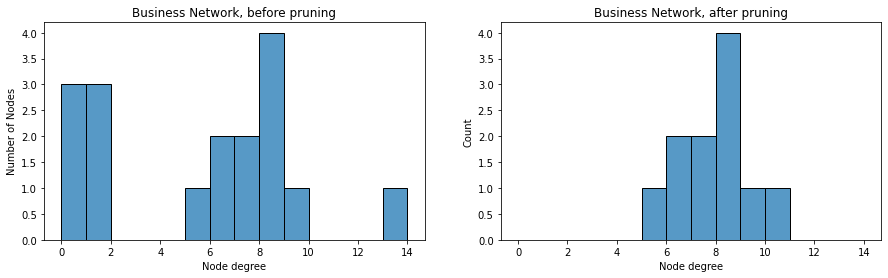 Business Network, before pruning
Number of Nodes
4.0
3.5
3.0
2.5
2.0
1.5
1.0
0.5
0.0
0 2 4 6 8 10 12 14
Node degree
Business Network, after pruning
Count
4.0
3.5
3.0
2.5
2.0
1.5
1.0
0.5
0.0
0 2 4 6 8 10 12 14
Node degree